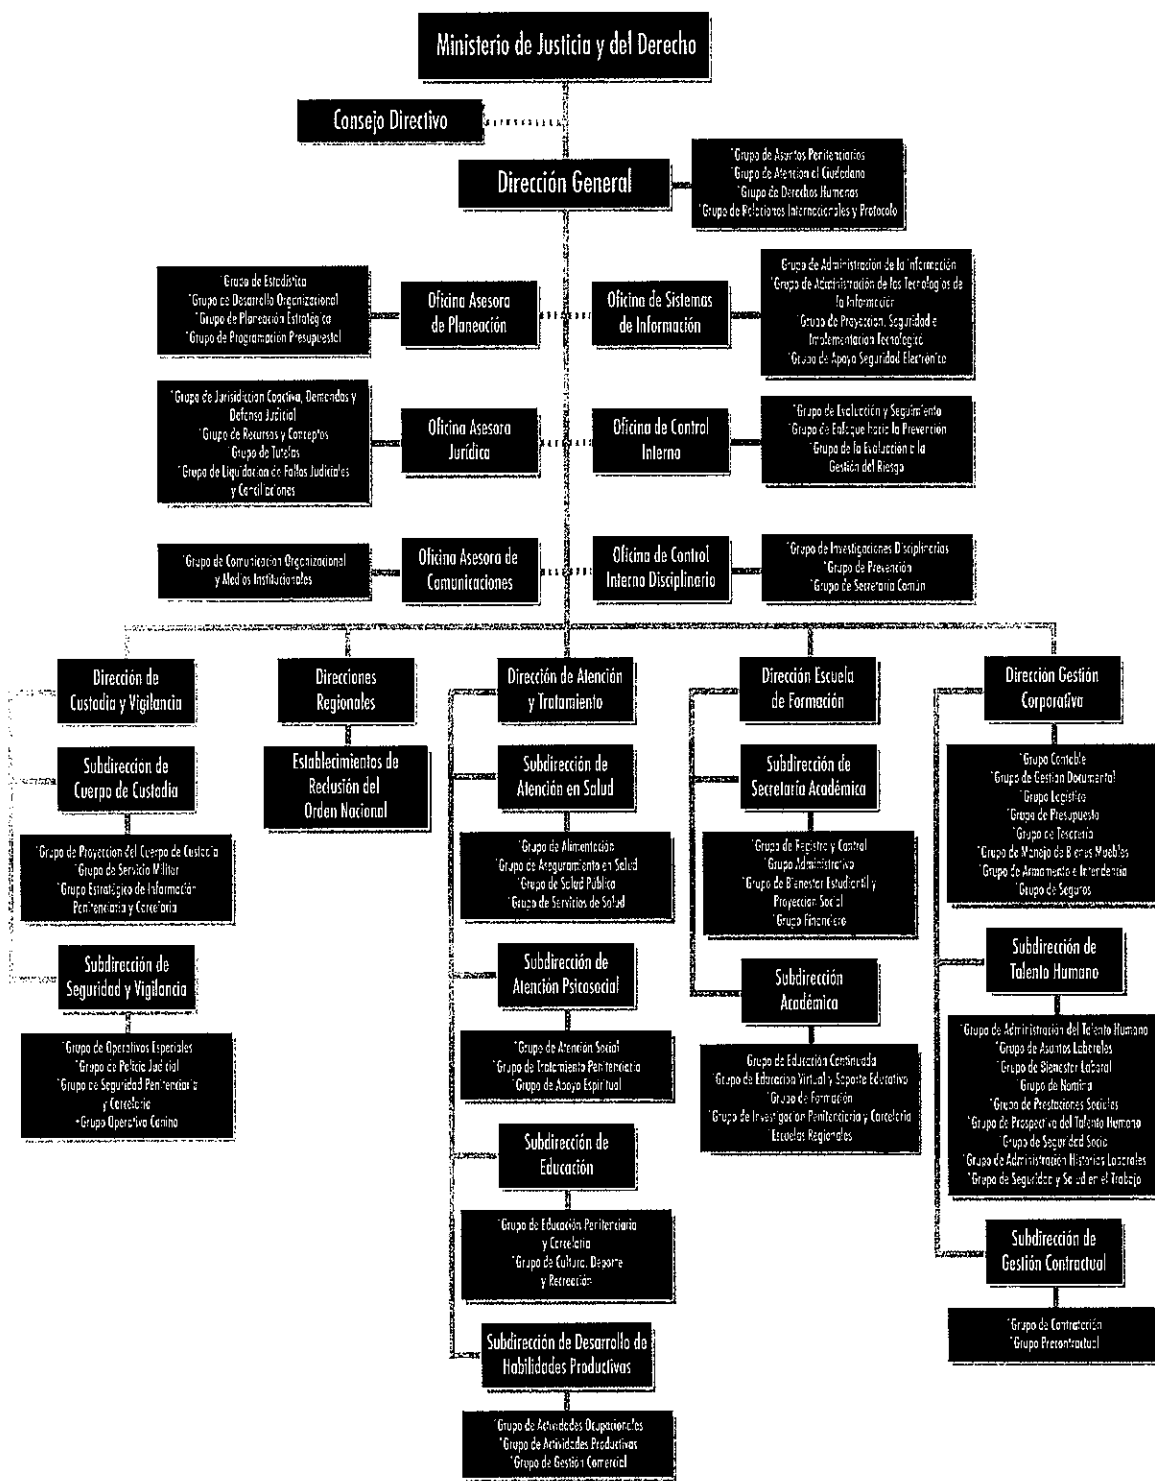 Ministerio de Justicia y del Derecho
Consejo Directivo
Dirección General
*Grupo de Asuntos Penitenciarios
*Grupo de Atención al Ciudadano
*Grupo de Derechos Humanos
*Grupo de Relaciones Internacionales y Protocolo
*Grupo de Estadística
*Grupo de Desarrollo Organizacional
*Grupo de Planeación Estratégica
*Grupo de Programación Presupuestal
Oficina Asesora
de Planeación
Oficina de Sistemas
de Información
Grupo de Administración de la Información
*Grupo de Administración de las Tecnologías de
la Información
*Grupo de Proyección, Seguridad e
Implementación Tecnológica
*Grupo de Apoyo Seguridad Electrónica
*Grupo de Jurisdicción Coactiva, Demandas y
Defensa Judicial
*Grupo de Recursos y Conceptos
*Grupo de Tutelas
*Grupo de Liquidación de Fallos Judiciales
y Conciliaciones
Oficina Asesora
Jurídica
Oficina de Control
Interno
*Grupo de Evaluación y Seguimiento
*Grupo de Enfoque hacia la Prevención
*Grupo de la Evaluación a la
Gestión del Riesgo
*Grupo de Comunicación Organizacional
y Medios Institucionales
Oficina Asesora de
Comunicaciones
Oficina de Control
Interno Disciplinario
*Grupo de Investigaciones Disciplinarias
*Grupo de Prevención
*Grupo de Secretaría Común
Dirección de
Custodia y Vigilancia
Subdirección de
Cuerpo de Custodia
*Grupo de Proyección del Cuerpo de Custodia
*Grupo de Servicio Militar
*Grupo Estratégico de Información
Penitenciaria y Carcelaria
Subdirección de
Seguridad y Vigilancia
*Grupo de Operativos Especiales
*Grupo de Policía Judicial
*Grupo de Seguridad Penitenciaria
y Carcelaria
*Grupo Operativo Canino
Direcciones
Regionales
Establecimientos de
Reclusión del
Orden Nacional
Dirección de Atención
y Tratamiento
Subdirección de
Atención en Salud
*Grupo de Alimentación
*Grupo de Aseguramiento en Salud
*Grupo de Salud Pública
*Grupo de Servicios de Salud
Subdirección de
Atención Psicosocial
*Grupo de Atención Social
*Grupo de Tratamiento Penitenciario
*Grupo de Apoyo Espiritual
Subdirección de
Educación
*Grupo de Educación Penitenciaria
y Carcelaria
*Grupo de Cultura, Deporte
y Recreación
Subdirección de Desarrollo de
Habilidades Productivas
*Grupo de Actividades Ocupacionales
*Grupo de Actividades Productivas
*Grupo de Gestión Comercial
Dirección Escuela
de Formación
Subdirección de
Secretaría Académica
*Grupo de Registro y Control
*Grupo Administrativo
*Grupo de Bienestar Estudiantil y
Proyección Social
*Grupo Financiero
Subdirección
Académica
Grupo de Educación Continuada
*Grupo de Educación Virtual y Soporte Educativo
*Grupo de Formación
*Grupo de Investigación Penitenciaria y Carcelaria
Escuelas Regionales
Dirección Gestión
Corporativa
*Grupo Contable
*Grupo de Gestión Documental
*Grupo Logístico
*Grupo de Presupuesto
*Grupo de Tesorería
*Grupo de Manejo de Bienes Muebles
*Grupo de Armamento e Intendencia
*Grupo de Seguros
Subdirección de
Talento Humano
*Grupo de Administración del Talento Humano
*Grupo de Asuntos Laborales
*Grupo de Bienestar Laboral
*Grupo de Nomina
*Grupo de Prestaciones Sociales
*Grupo de Prospectiva del Talento Humano
*Grupo de Seguridad Social
*Grupo de Administración Historias Laborales
*Grupo de Seguridad y Salud en el Trabajo
Subdirección de
Gestión Contractual
*Grupo de Contratación
*Grupo Precontractual